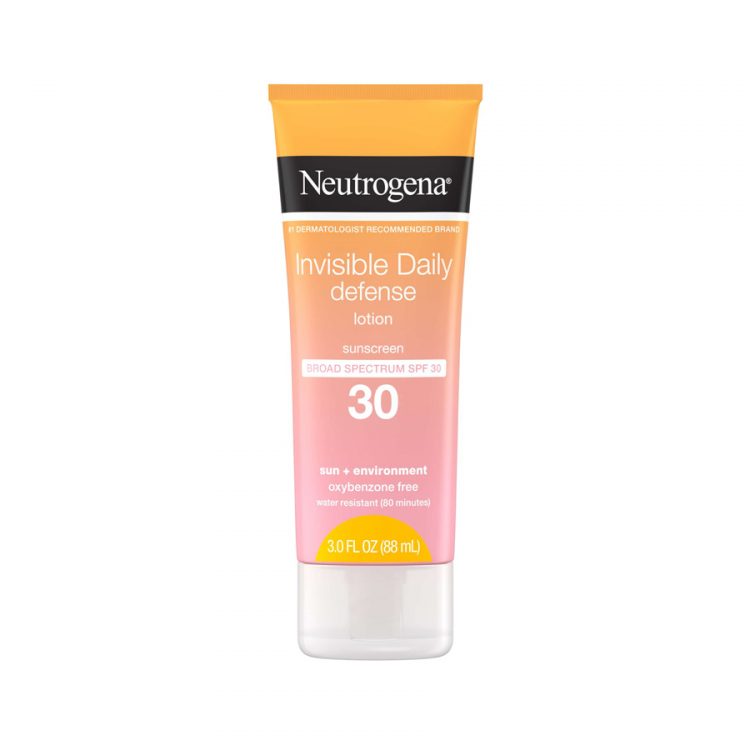 Neutrogena®
#1 DERMATOLOGIST RECOMMENDED BRAND
Invisible Daily
defense
lotion
sunscreen
BROAD SPECTRUM SPF 30
30
sun + environment
oxybenzone free
water resistant (80 minutes)
3.0 FL OZ (88 mL)